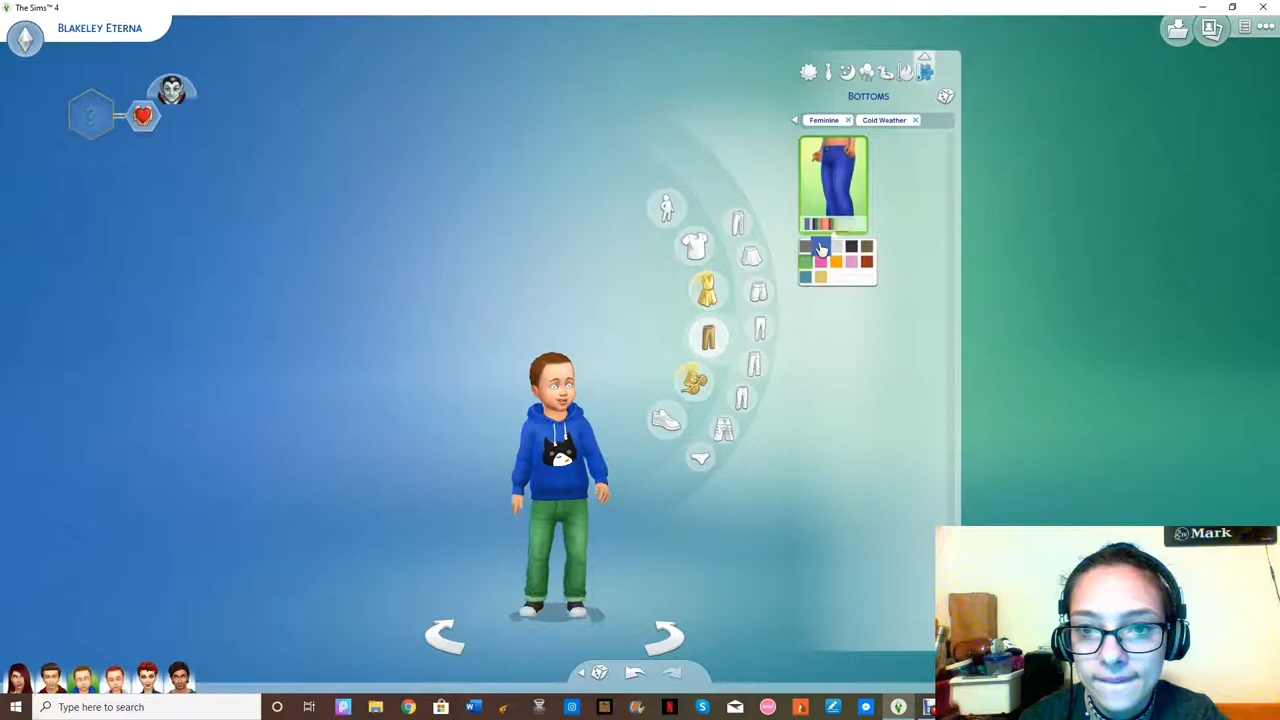 The Sims™ 4
BLAKELEY ETERNA
BOTTOMS
Feminine
Cold Weather
?
Mark
Type here to search